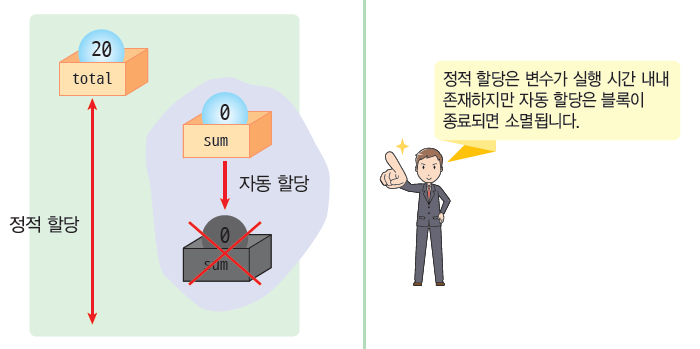 20
total
0
sum
자동 할당
정적 할당
0
sum
정적 할당은 변수가 실행 시간 내내
존재하지만 자동 할당은 블록이
종료되면 소멸됩니다.